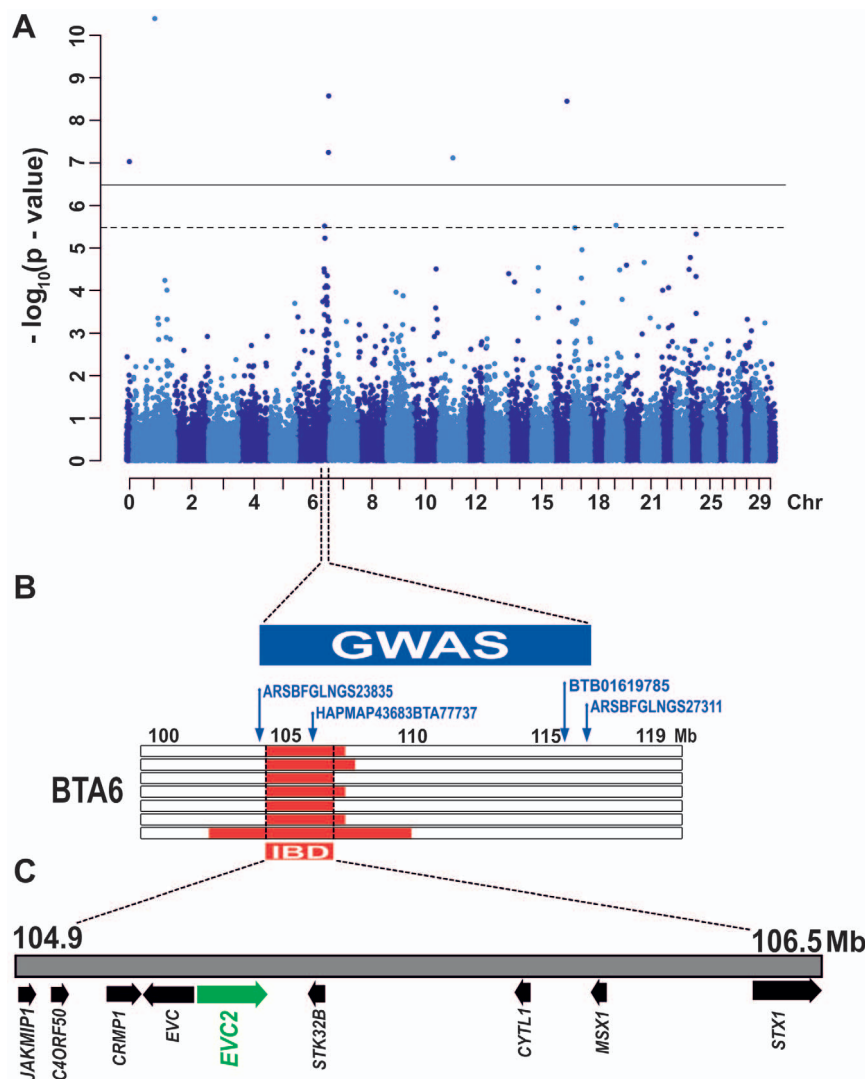 A
10
9
8
7
6
5
4
3
2
1
0
- log10(p - value)
0 2 4 6 8 10 12 15 18 21 25 29 Chr
B
GWAS
ARSBFGLNGS23835
HAPMAP43683BTA77737
BTB01619785
ARSBFGLNGS27311
100 105 110 115 119 Mb
BTA6
IBD
C
104.9 106.5 Mb
JAKMIP1
C4ORF50
CRMP1
EVC
EVC2
STK32B
CYTL1
MSX1
STX1